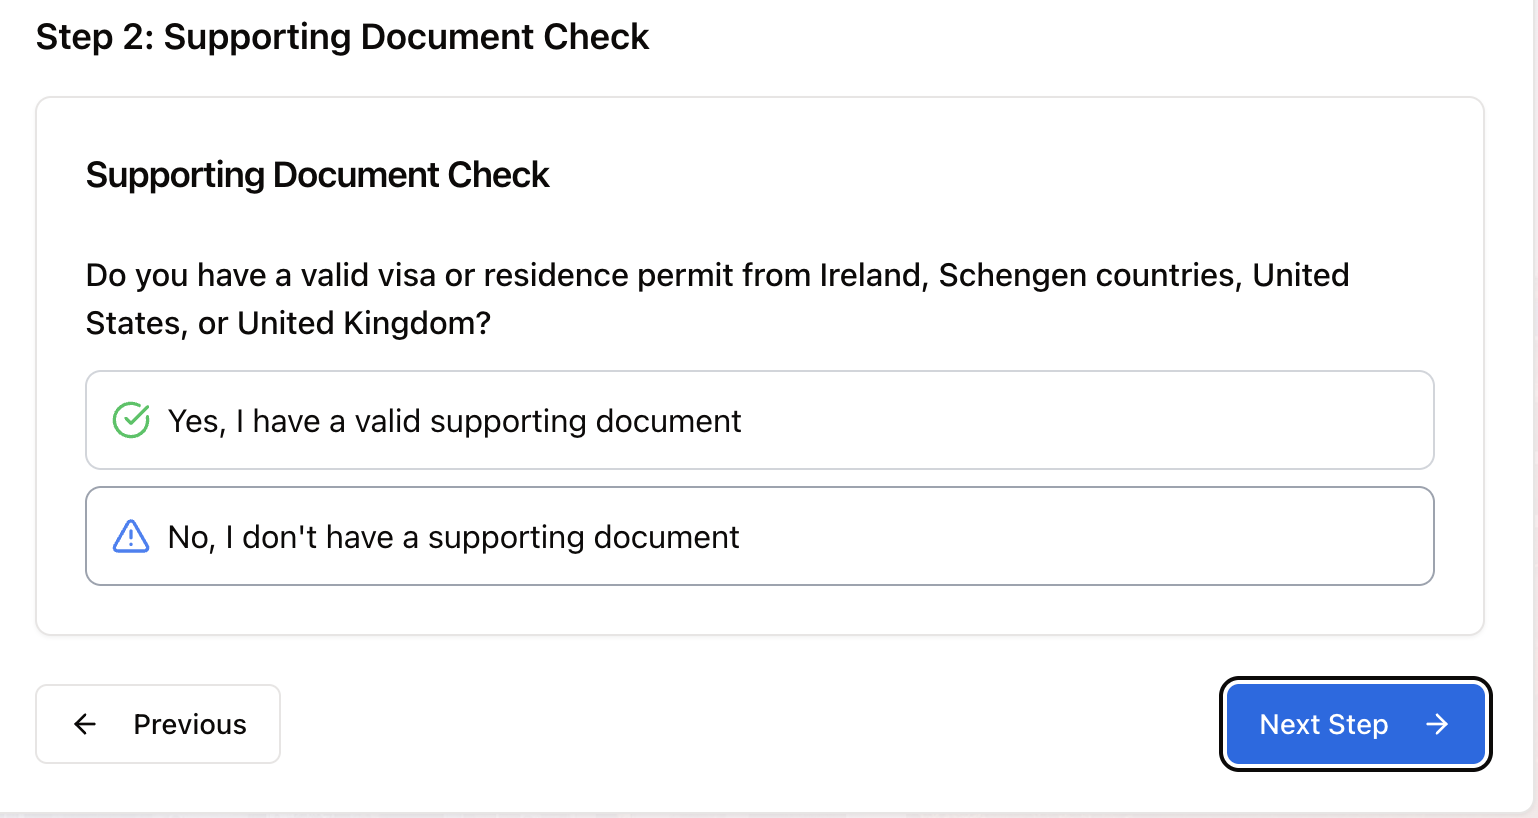 Step 2: Supporting Document Check
Supporting Document Check
Do you have a valid visa or residence permit from Ireland, Schengen countries, United
States, or United Kingdom?
Yes, I have a valid supporting document
No, I don't have a supporting document
Previous
Next Step